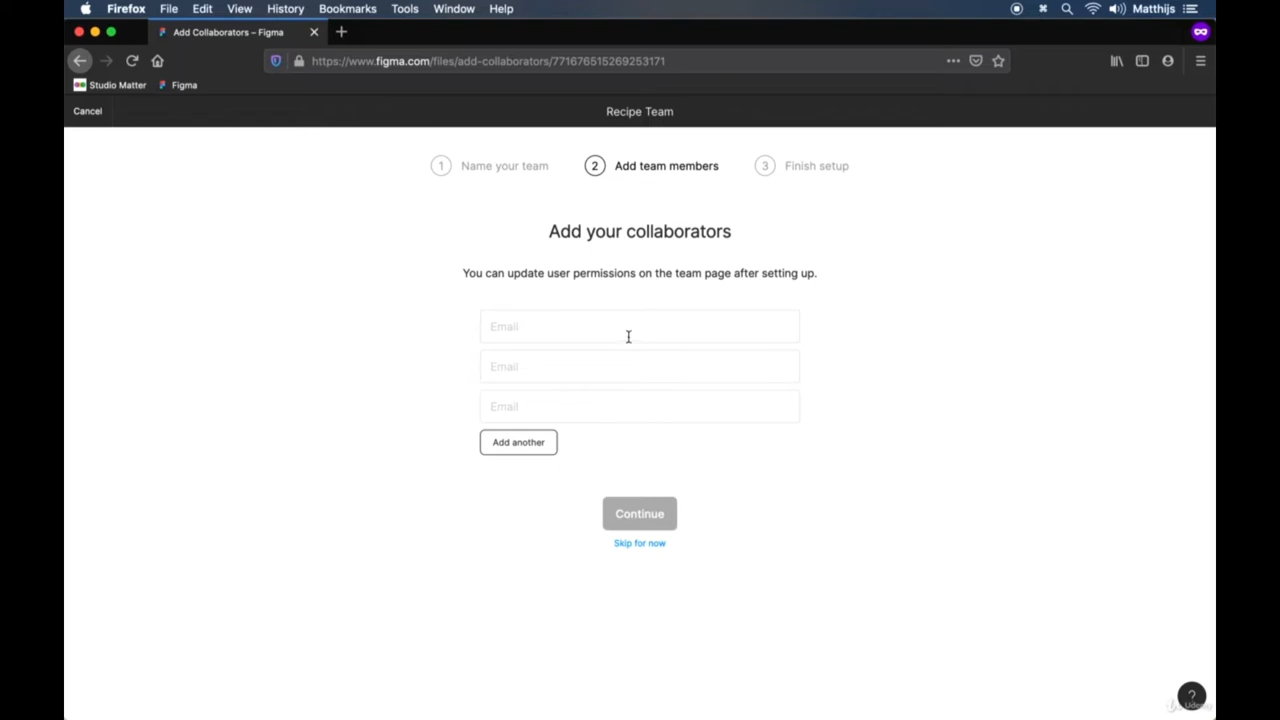 Firefox File Edit View History Bookmarks Tools Window Help Matthijs
Add Collaborators – Figma
https://www.figma.com/files/add-collaborators/771676515269253171
Studio Matter Figma
Cancel Recipe Team
1 Name your team 2 Add team members 3 Finish setup
Add your collaborators
You can update user permissions on the team page after setting up.
Email
Email
Email
Add another
Continue
Skip for now
?
Udemy